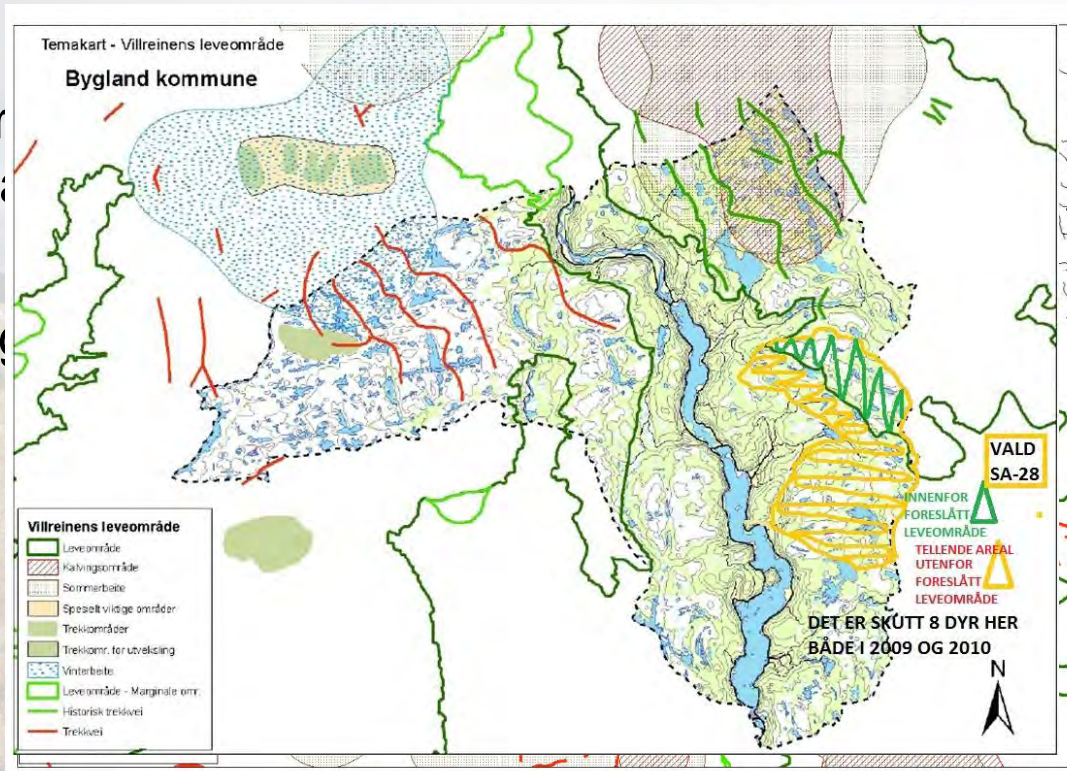 Temakart - Villreinens leveområde
Bygland kommune
VALD
SA-28
INNENFOR
FORESLÅTT
LEVEOMRÅDE
TELLENDE AREAL
UTENFOR
FORESLÅTT
LEVEOMRÅDE
DET ER SKUTT 8 DYR HER
BÅDE I 2009 OG 2010
N
Villreinens leveområde
Leveområde
Kalvingsområde
Sommerbeite
Spesielt viktige områder
Trekkområder
Trekkomr. for utveksling
Vinterbeite
Leveområde - Marginale omr.
Historisk trekkvei
Trekkvei